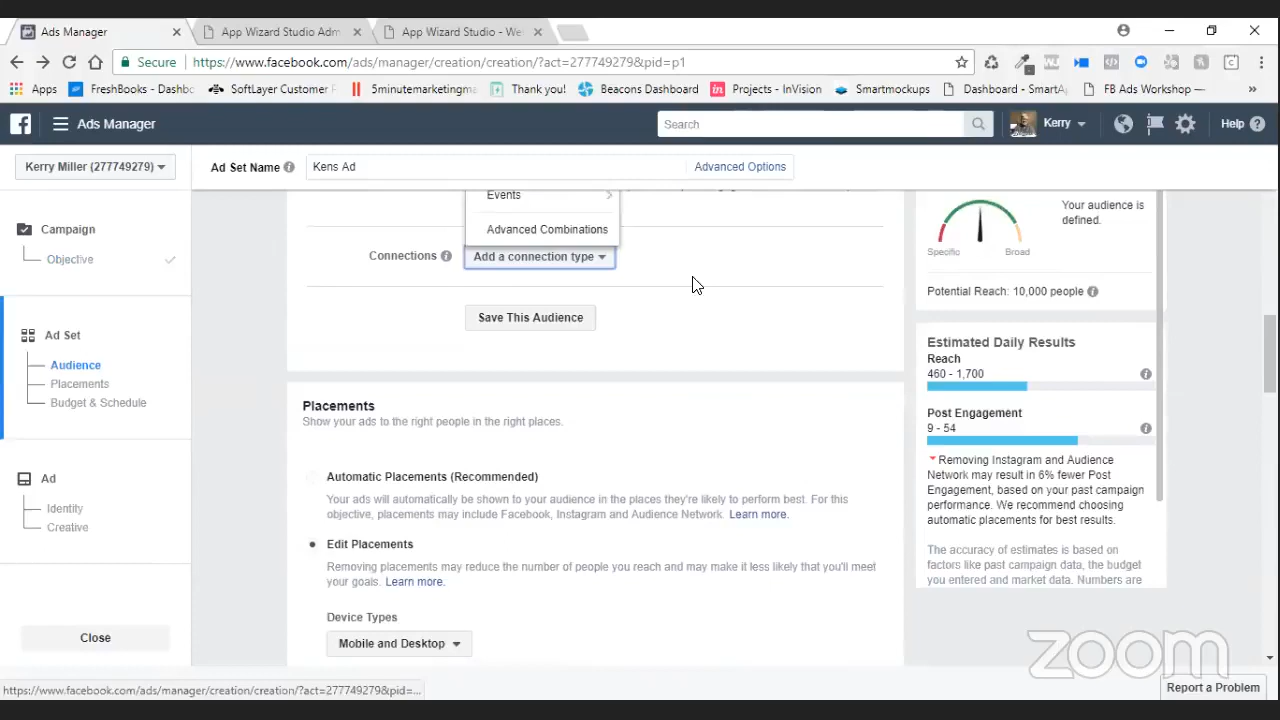 Ads Manager
App Wizard Studio Adm
App Wizard Studio - We
Secure
https://www.facebook.com/ads/manager/creation/creation/?act=277749279&pid=p1
Apps
FreshBooks - Dashbo
SoftLayer Customer P
5minutemarketingma
Thank you!
Beacons Dashboard
Projects - InVision
Smartmockups
Dashboard - SmartA
FB Ads Workshop —
»
Ads Manager
Search
Kerry
Help
Kerry Miller (277749279)
Ad Set Name
Kens Ad
Advanced Options
Campaign
Objective
Ad Set
Audience
Placements
Budget & Schedule
Ad
Identity
Creative
Close
Events
Advanced Combinations
Connections
Add a connection type
Save This Audience
Placements
Show your ads to the right people in the right places.
Automatic Placements (Recommended)
Your ads will automatically be shown to your audience in the places they're likely to perform best. For this
objective, placements may include Facebook, Instagram and Audience Network. Learn more.
Edit Placements
Removing placements may reduce the number of people you reach and may make it less likely that you'll meet
your goals. Learn more.
Device Types
Mobile and Desktop
Your audience is
defined.
Specific
Broad
Potential Reach: 10,000 people
Estimated Daily Results
Reach
460 - 1,700
Post Engagement
9 - 54
Removing Instagram and Audience
Network may result in 6% fewer Post
Engagement, based on your past campaign
performance. We recommend choosing
automatic placements for best results.
The accuracy of estimates is based on
factors like past campaign data, the budget
you entered and market data. Numbers are
zoom
https://www.facebook.com/ads/manager/creation/creation/?act=277749279&pid=...
Report a Problem